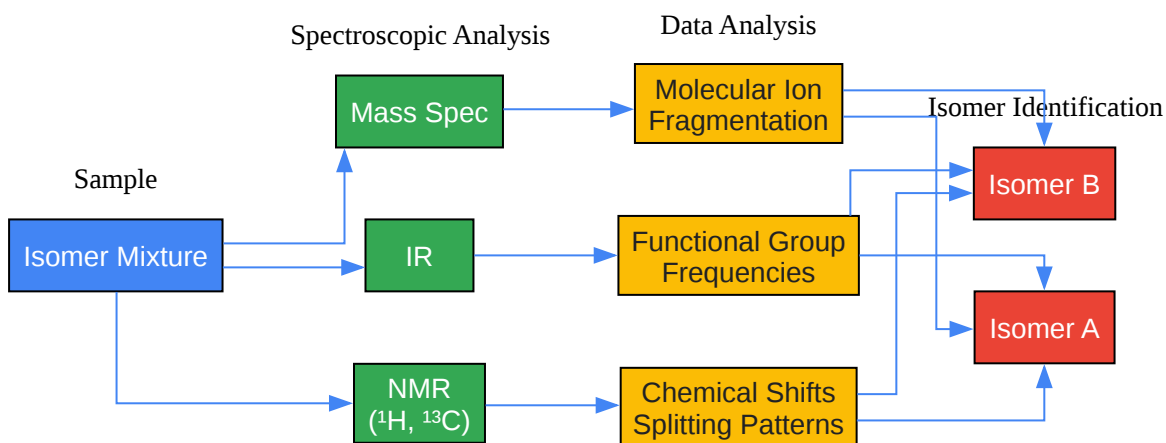 Spectroscopic Analysis
Data Analysis
Mass Spec
Molecular Ion
Fragmentation
Isomer Identification
Sample
Isomer B
Isomer Mixture
IR
Functional Group
Frequencies
Isomer A
NMR
(¹H, ¹³C)
Chemical Shifts
Splitting Patterns